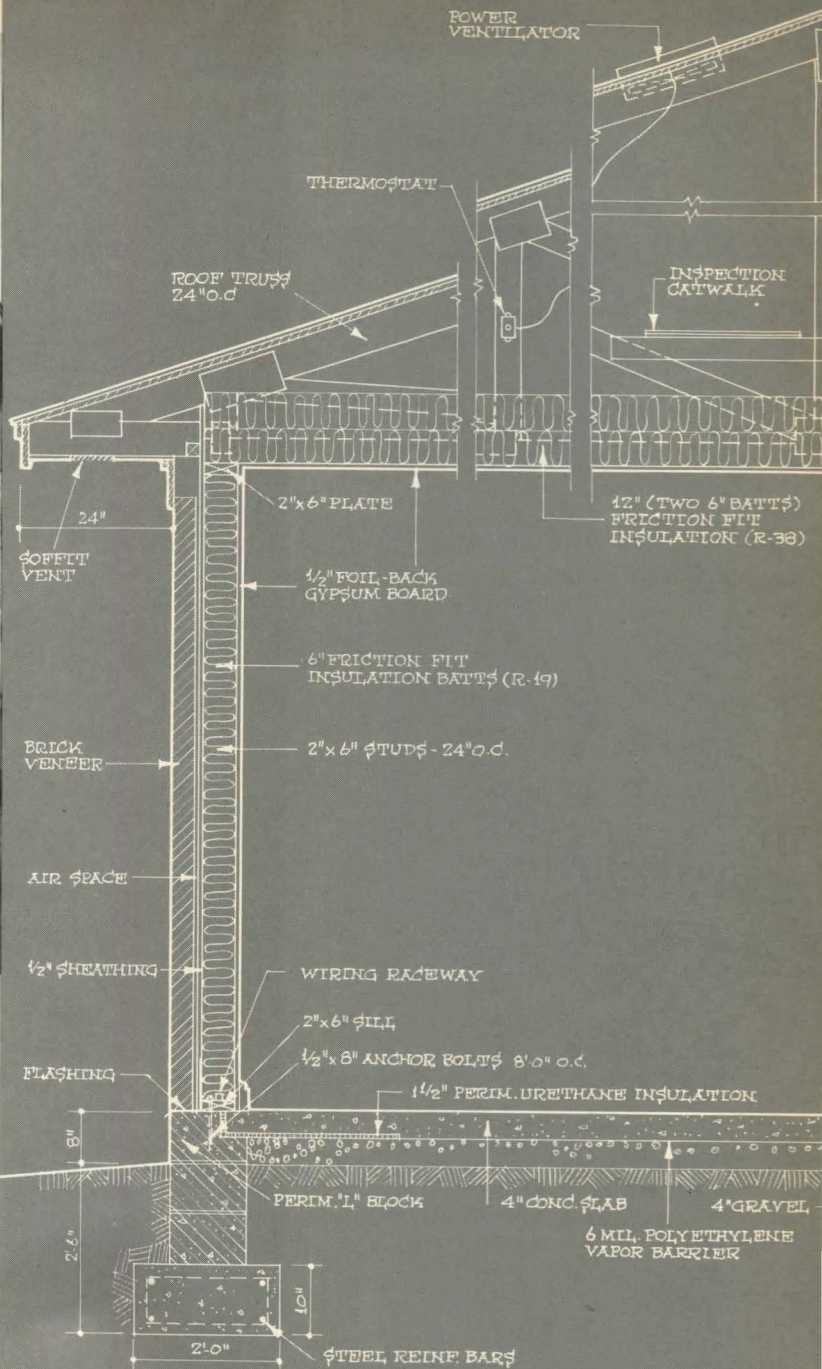 POWER
VENTILATOR
THERMOSTAT
ROOF TRUSS
24" O.C
INSPECTION
CATWALK
2"x6" PLATE
12" (TWO 6" BATTS)
FRICTION FIT
INSULATION (R-38)
24"
SOFFIT
VENT
1/2" FOIL-BACK
GYPSUM BOARD
6" FRICTION FIT
INSULATION BATTS (R-19)
BRICK
VENEER
2"x6" STUDS - 24" O.C.
AIR SPACE
1/2" SHEATHING
WIRING RACEWAY
2"x6" SILL
1/2"x8" ANCHOR BOLTS 8'-0" O.C.
FLASHING
1 1/2" PERIM. URETHANE INSULATION
8"
PERIM. "L" BLOCK
4" CONC. SLAB
4" GRAVEL
6 MIL. POLYETHYLENE
VAPOR BARRIER
2'-6"
10"
2'-0"
STEEL REINF. BARS